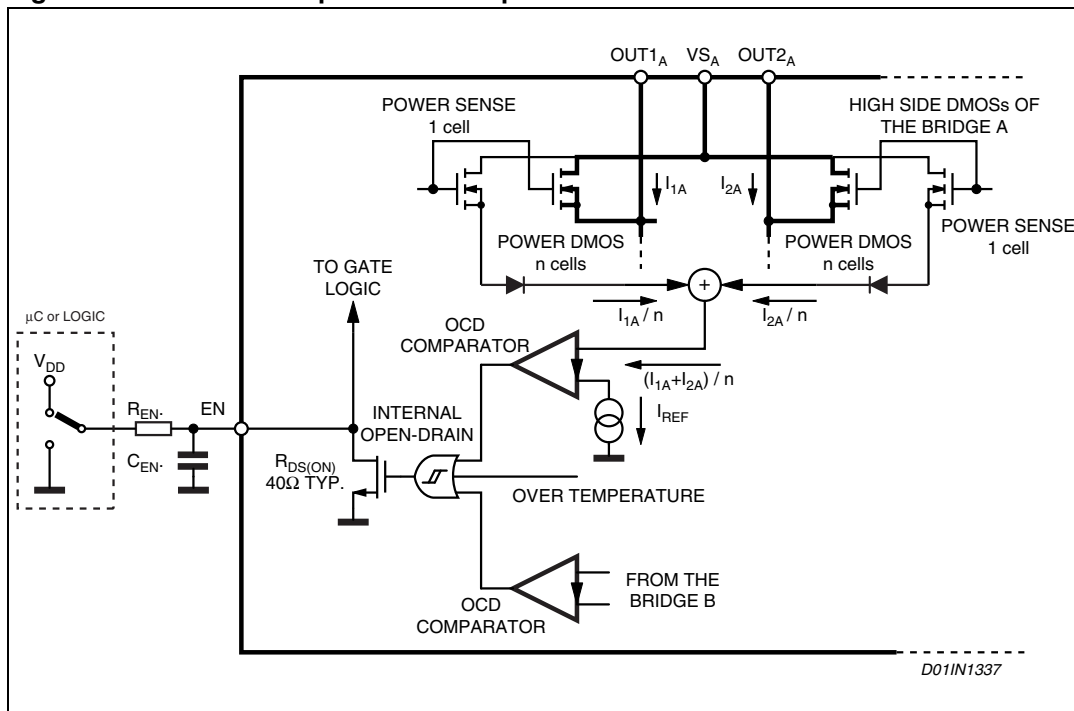 OUT1A VSA OUT2A
POWER SENSE
1 cell
HIGH SIDE DMOSs OF
THE BRIDGE A
I1A I2A
POWER DMOS
n cells
POWER DMOS
n cells
POWER SENSE
1 cell
TO GATE
LOGIC
+
I1A / n
I2A / n
μC or LOGIC
VDD
OCD
COMPARATOR
(I1A+I2A) / n
IREF
REN.
EN
CEN.
INTERNAL
OPEN-DRAIN
RDS(ON)
40Ω TYP.
OVER TEMPERATURE
FROM THE
BRIDGE B
OCD
COMPARATOR
D01IN1337